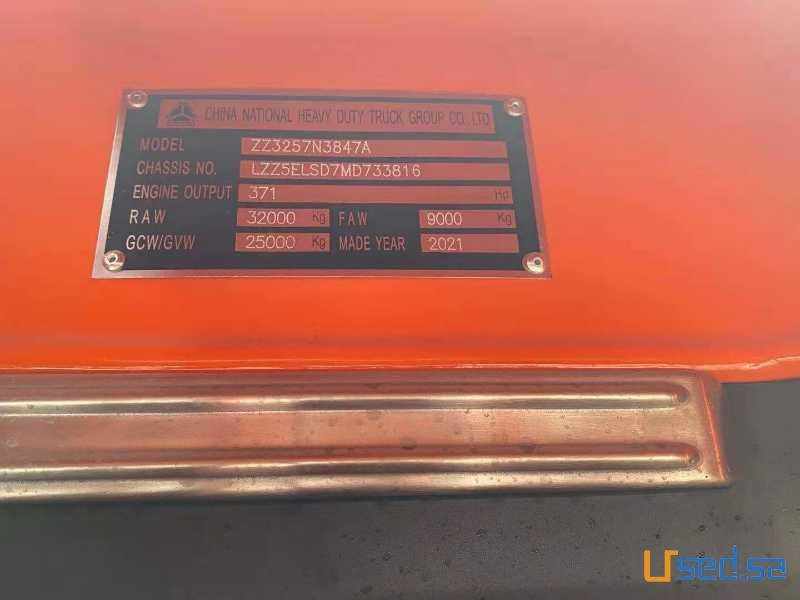 CHINA NATIONAL HEAVY DUTY TRUCK GROUP CO., LTD
MODEL ZZ3257N3847A
CHASSIS NO. LZZ5ELSD7MD733816
ENGINE OUTPUT 371 Hp
RAW 32000 Kg FAW 9000 Kg
GCW/GVW 25000 Kg MADE YEAR 2021
Used.sa